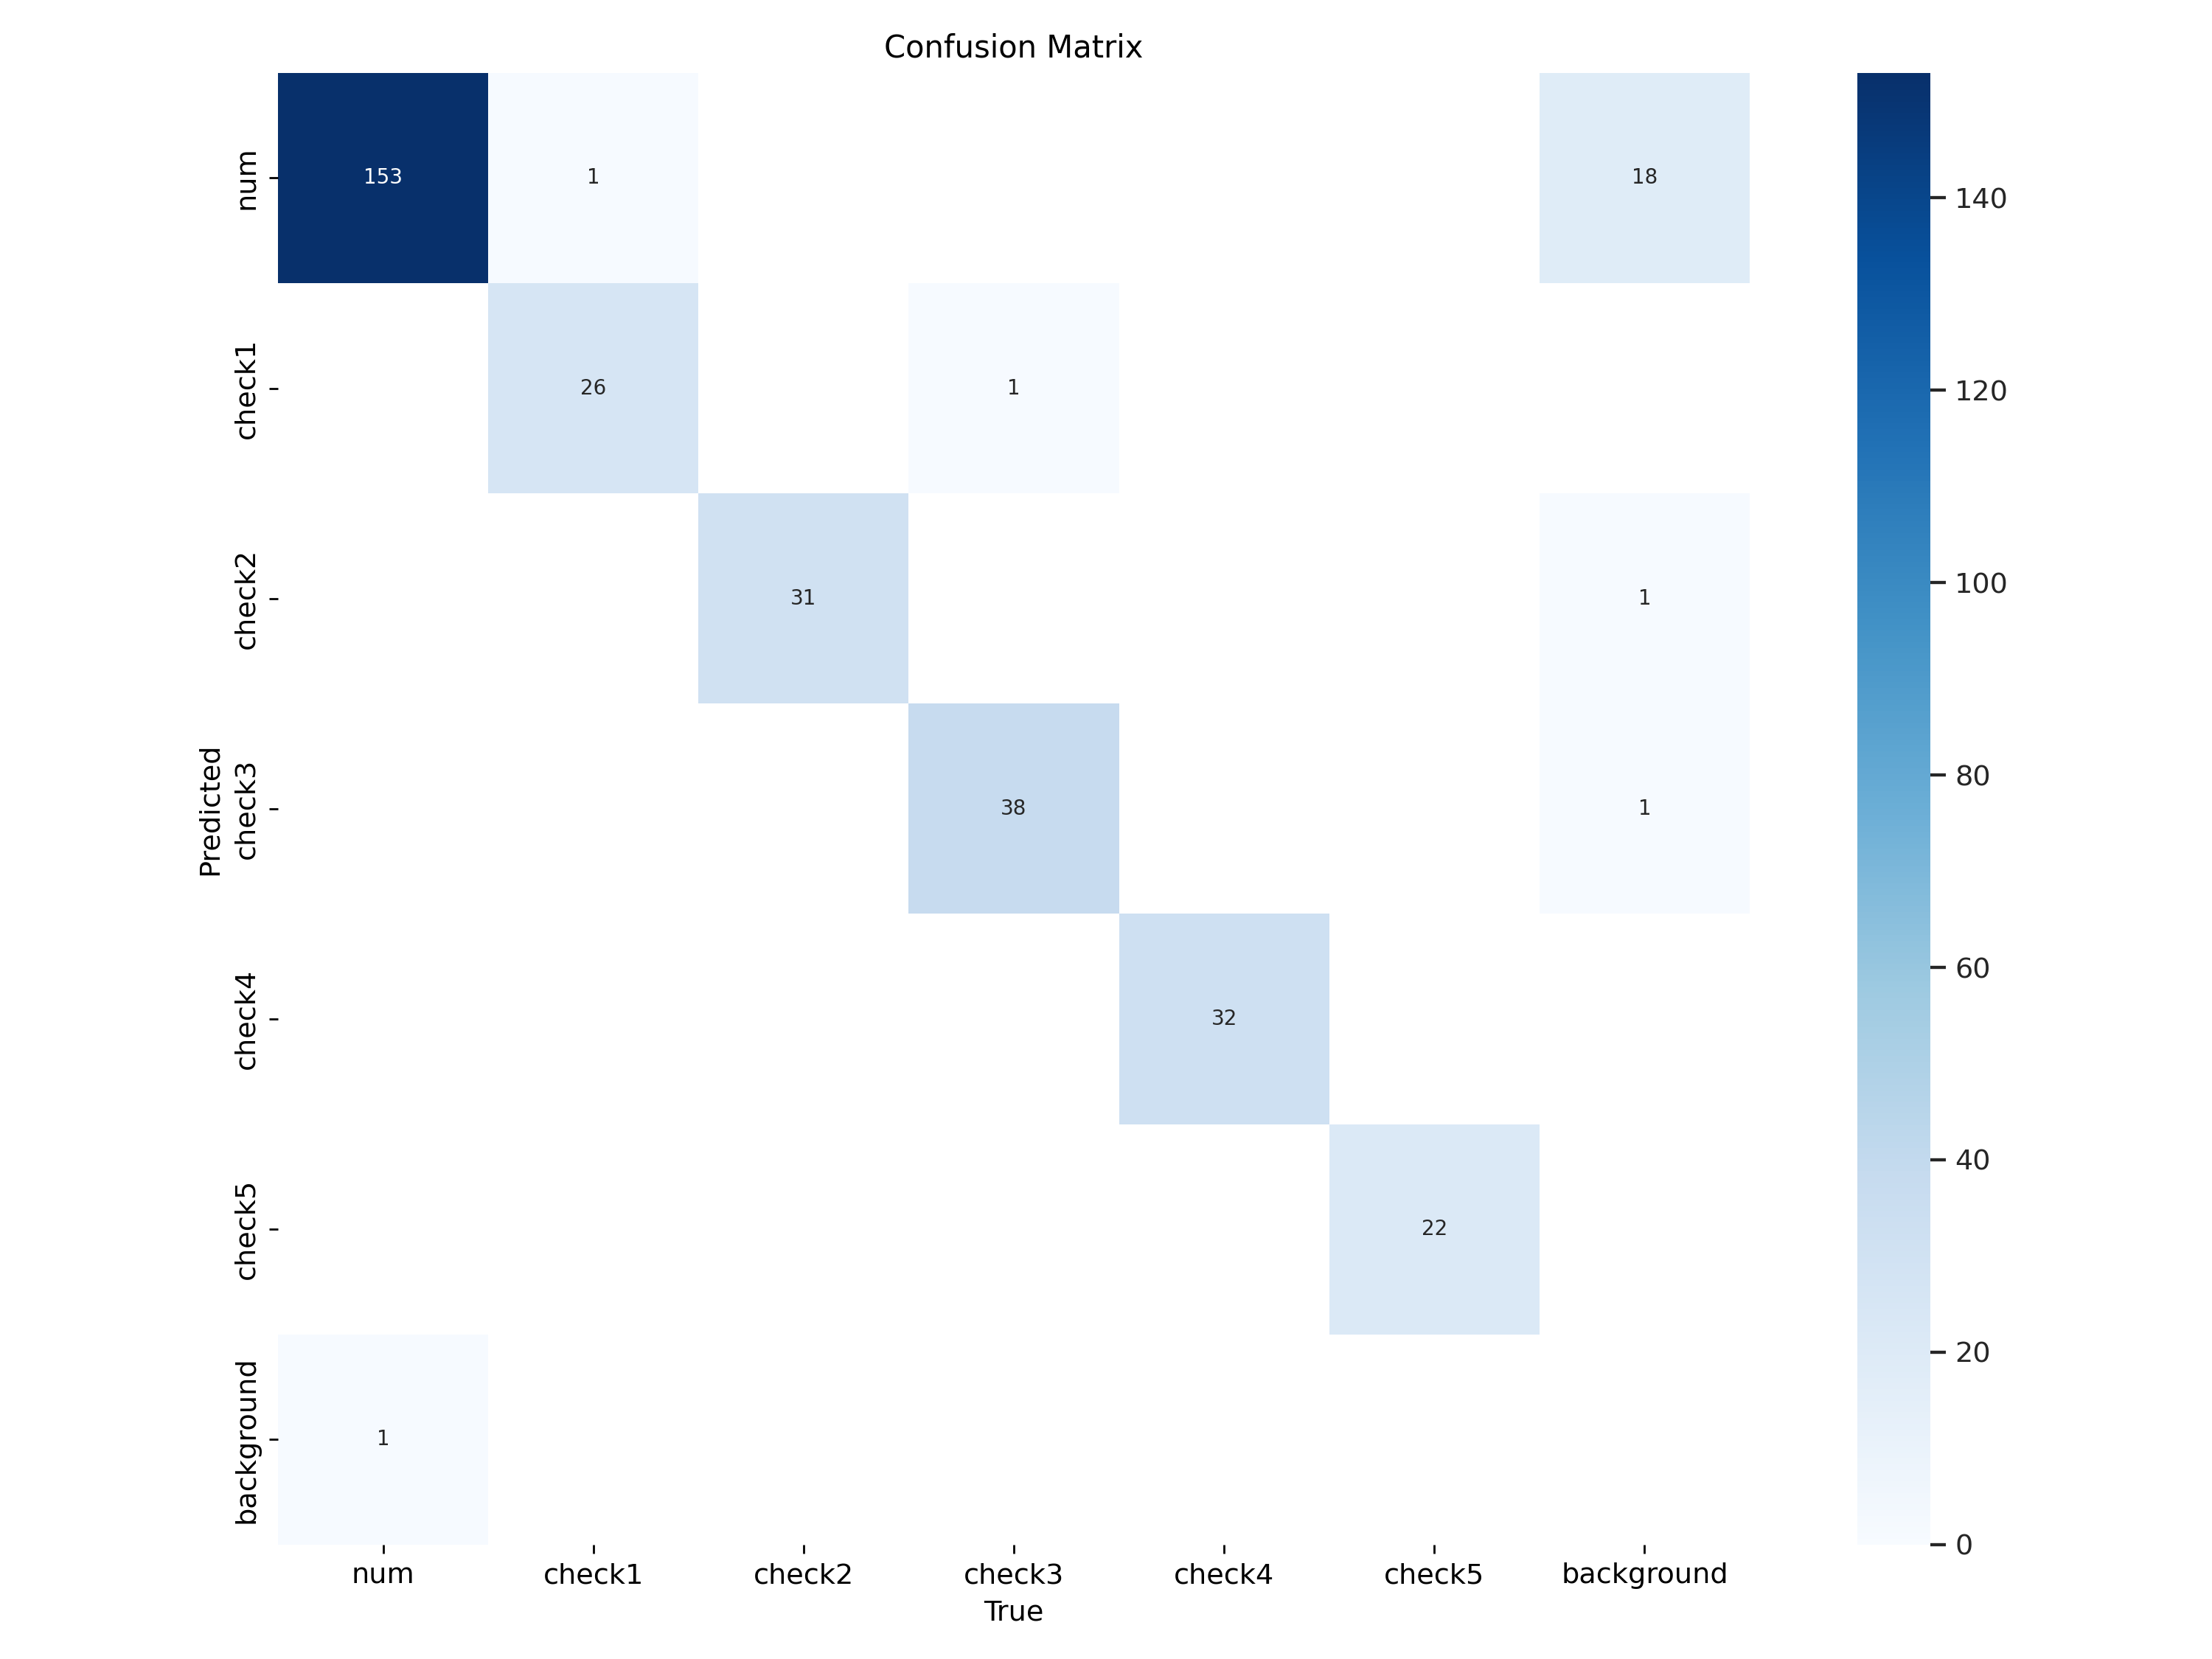 Confusion Matrix
num
153
1
18
140
check1
26
1
120
check2
31
1
100
Predicted
check3
38
1
80
check4
32
60
check5
22
40
background
1
20
0
num check1 check2 check3 check4 check5 background
True